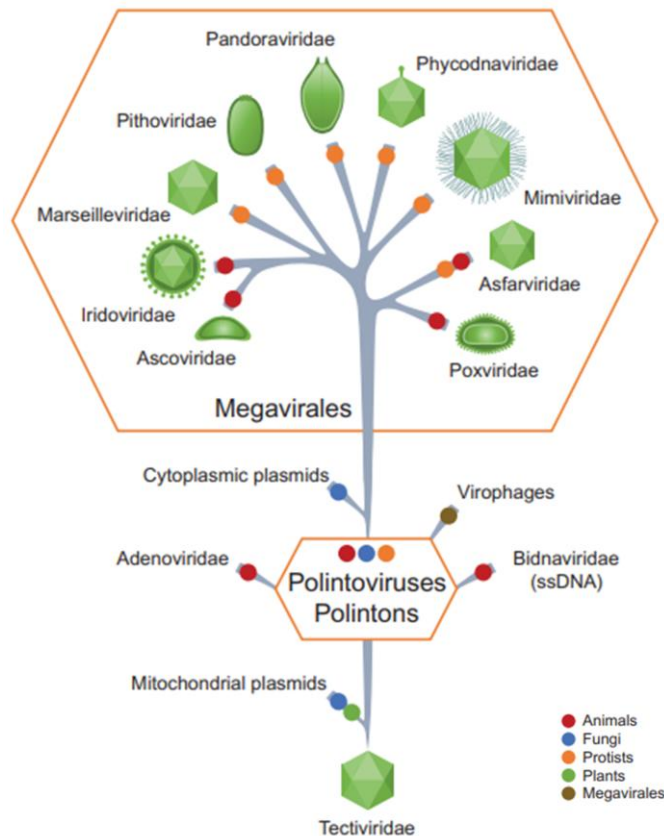 Pandoraviridae
Phycodnaviridae
Pithoviridae
Mimiviridae
Marseilleviridae
Asfarviridae
Iridoviridae
Ascoviridae
Poxviridae
Megavirales
Cytoplasmic plasmids
Virophages
Adenoviridae
Polintoviruses
Polintons
Bidnaviridae
(ssDNA)
Mitochondrial plasmids
Animals
Fungi
Protists
Plants
Megavirales
Tectiviridae